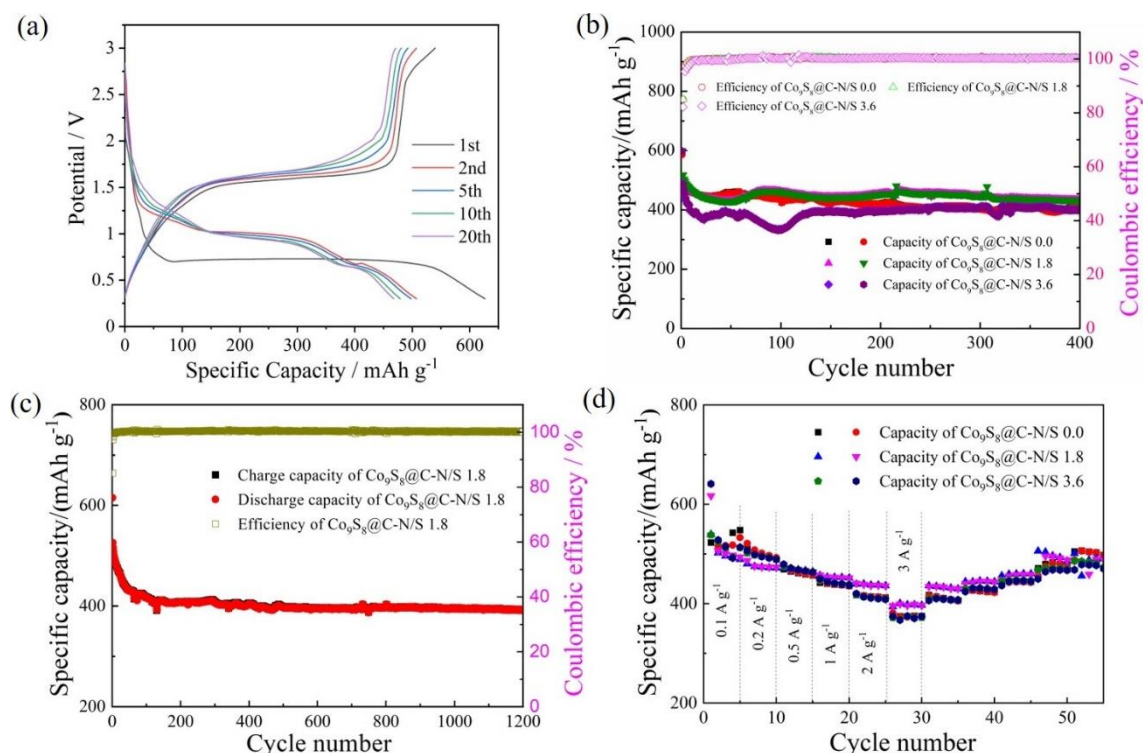 (a)
Potential / V
3
2.5
2
1.5
1
0.5
0
0 100 200 300 400 500 600
Specific Capacity / mAh g⁻¹
1st
2nd
5th
10th
20th
(b)
Specific capacity/(mAh g⁻¹)
1000
800
600
400
200
0
0 100 200 300 400
Cycle number
100
80
60
40
20
0
Coulombic efficiency / %
Efficiency of Co₉S₈@C-N/S 0.0 Efficiency of Co₉S₈@C-N/S 1.8
Efficiency of Co₉S₈@C-N/S 3.6
Capacity of Co₉S₈@C-N/S 0.0
Capacity of Co₉S₈@C-N/S 1.8
Capacity of Co₉S₈@C-N/S 3.6
(c)
Specific capacity/(mAh g⁻¹)
800
600
400
200
0 200 400 600 800 1000 1200
Cycle number
100
80
60
40
20
0
Coulombic efficiency / %
Charge capacity of Co₉S₈@C-N/S 1.8
Discharge capacity of Co₉S₈@C-N/S 1.8
Efficiency of Co₉S₈@C-N/S 1.8
(d)
Specific capacity/(mAh g⁻¹)
800
700
600
500
400
300
200
0 10 20 30 40 50
Cycle number
Capacity of Co₉S₈@C-N/S 0.0
Capacity of Co₉S₈@C-N/S 1.8
Capacity of Co₉S₈@C-N/S 3.6
0.1 A g⁻¹
0.2 A g⁻¹
0.5 A g⁻¹
1 A g⁻¹
2 A g⁻¹
3 A g⁻¹